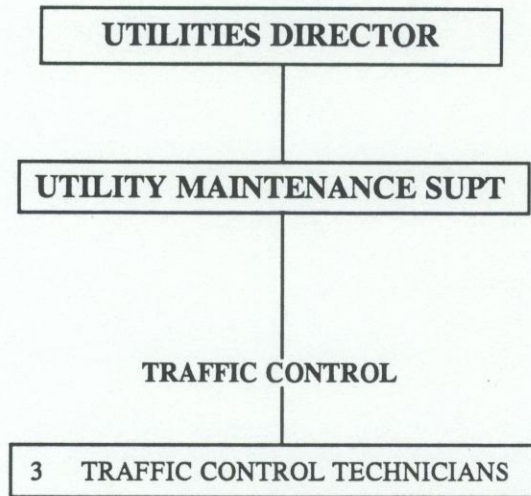 UTILITIES DIRECTOR
UTILITY MAINTENANCE SUPT
TRAFFIC CONTROL
3 TRAFFIC CONTROL TECHNICIANS